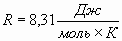 R = 8,31 Дж / моль × К